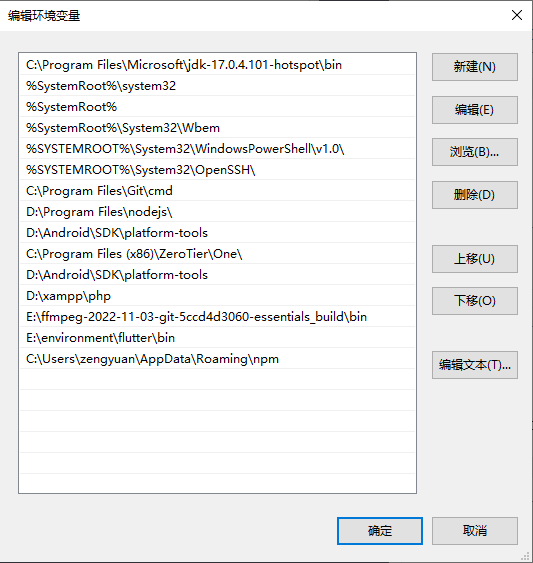 编辑环境变量
C:\Program Files\Microsoft\jdk-17.0.4.101-hotspot\bin
%SystemRoot%\system32
%SystemRoot%
%SystemRoot%\System32\Wbem
%SYSTEMROOT%\System32\WindowsPowerShell\v1.0\
%SYSTEMROOT%\System32\OpenSSH\
C:\Program Files\Git\cmd
D:\Program Files\nodejs\
D:\Android\SDK\platform-tools
C:\Program Files (x86)\ZeroTier\One\
D:\Android\SDK\platform-tools
D:\xampp\php
E:\ffmpeg-2022-11-03-git-5ccd4d3060-essentials_build\bin
E:\environment\flutter\bin
C:\Users\zengyuan\AppData\Roaming\npm
新建(N)
编辑(E)
浏览(B)...
删除(D)
上移(U)
下移(O)
编辑文本(T)...
确定
取消